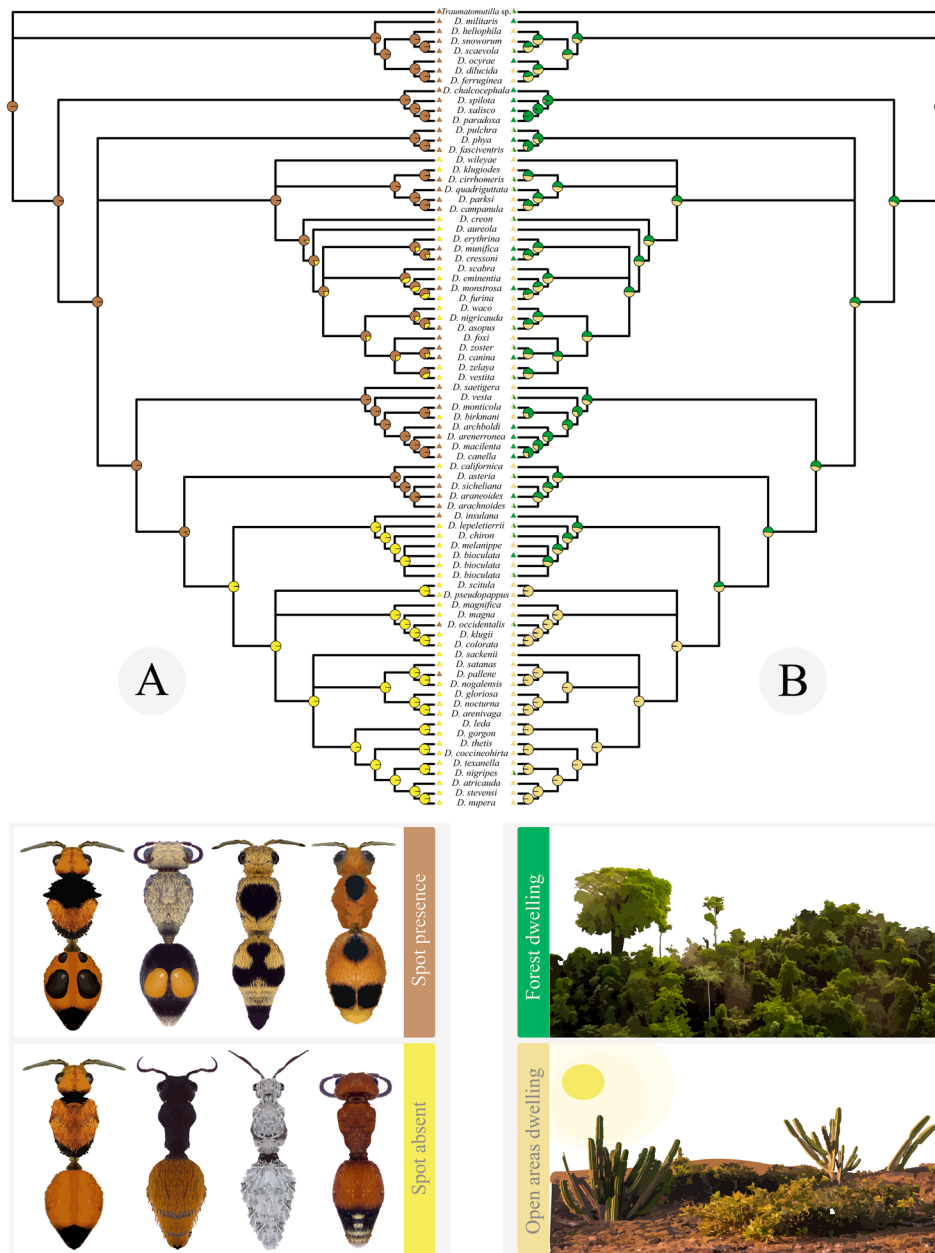 Traumatomutilla sp.
D. militaris
D. heliophila
D. snoworum
D. scaevola
D. ocyrae
D. dilucida
D. ferruginea
D. chalcocephala
D. spilota
D. xalisco
D. paradoxa
D. pulchra
D. phya
D. fasciventris
D. wileyae
D. klugiodes
D. cirrhomeris
D. quadriguttata
D. parksi
D. campanula
D. creon
D. aureola
D. erythrina
D. munifica
D. cressoni
D. scabra
D. eminentia
D. monstrosa
D. furina
D. waco
D. nigricauda
D. asopus
D. foxi
D. zoster
D. canina
D. zelaya
D. vestita
D. saetigera
D. vesta
D. monticola
D. birkmani
D. archboldi
D. arenerronea
D. macilenta
D. canella
D. californica
D. asteria
D. sicheliana
D. araneoides
D. arachnoides
D. insulana
D. lepeletierrii
D. chiron
D. melanippe
D. bioculata
D. bioculata
D. bioculata
D. scitula
D. pseudopappus
D. magnifica
D. magna
D. occidentalis
D. klugii
D. colorata
D. sackenii
D. satanas
D. pallene
D. nogalensis
D. gloriosa
D. nocturna
D. arenivaga
D. leda
D. gorgon
D. thetis
D. coccineohirta
D. texanella
D. nigripes
D. atricauda
D. stevensi
D. nupera
A
B
Spot presence
Spot absent
Forest dwelling
Open areas dwelling